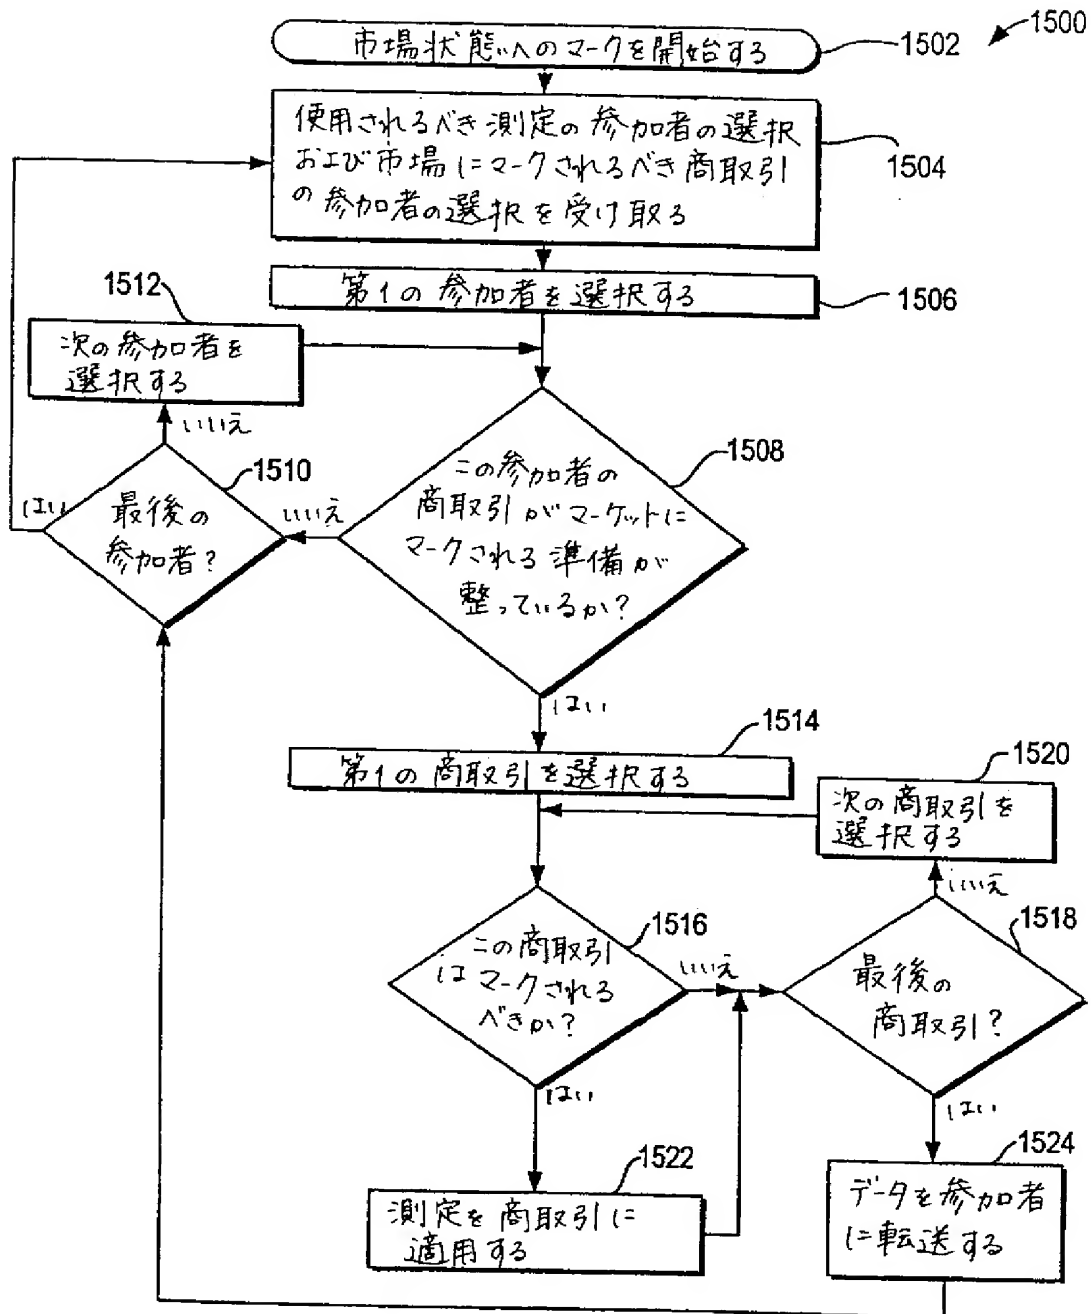 1500
市場状態へのマークを開始する
1502
使用されるべき測定の参加者の選択
および市場にマークされるべき商取引
の参加者の選択を受け取る
1504
第1の参加者を選択する
1506
1512
次の参加者を
選択する
いいえ
1510
はい
最後の
参加者?
いいえ
1508
この参加者の
商取引がマーケットに
マークされる準備が
整っているか?
はい
1514
第1の商取引を選択する
1520
次の商取引を
選択する
いいえ
1516
この商取引
はマークされる
べきか?
いいえ
1518
最後の
商取引?
はい
はい
1522
測定を商取引に
適用する
1524
データを参加者
に転送する